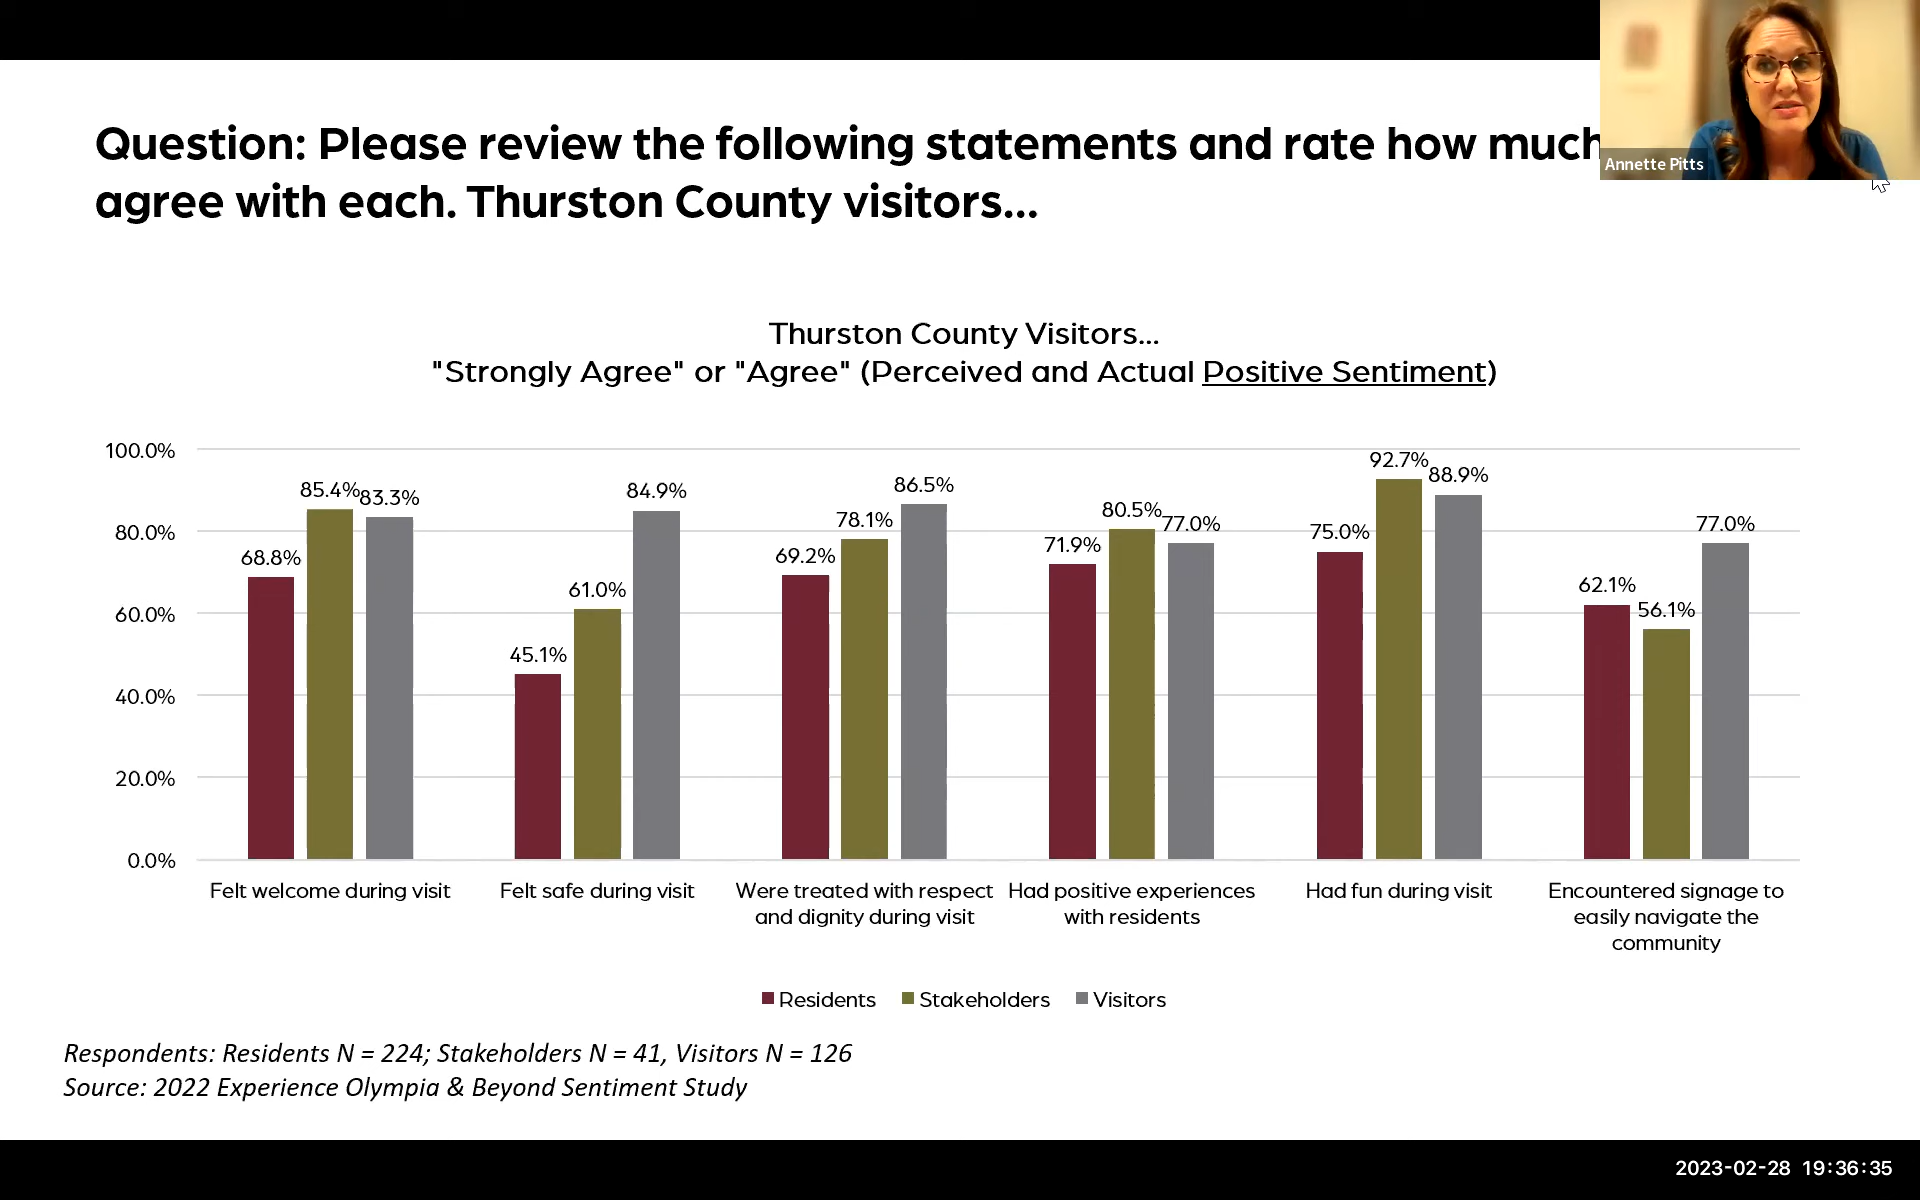 Question: Please review the following statements and rate how much
agree with each. Thurston County visitors...
Annette Pitts
Thurston County Visitors...
"Strongly Agree" or "Agree" (Perceived and Actual Positive Sentiment)
100.0%
80.0%
60.0%
40.0%
20.0%
0.0%
68.8% 85.4% 83.3%
45.1% 61.0% 84.9%
69.2% 78.1% 86.5%
71.9% 80.5% 77.0%
75.0% 92.7% 88.9%
62.1% 56.1% 77.0%
Felt welcome during visit
Felt safe during visit
Were treated with respect
and dignity during visit
Had positive experiences
with residents
Had fun during visit
Encountered signage to
easily navigate the
community
Residents Stakeholders Visitors
Respondents: Residents N = 224; Stakeholders N = 41, Visitors N = 126
Source: 2022 Experience Olympia & Beyond Sentiment Study
2023-02-28 19:36:35